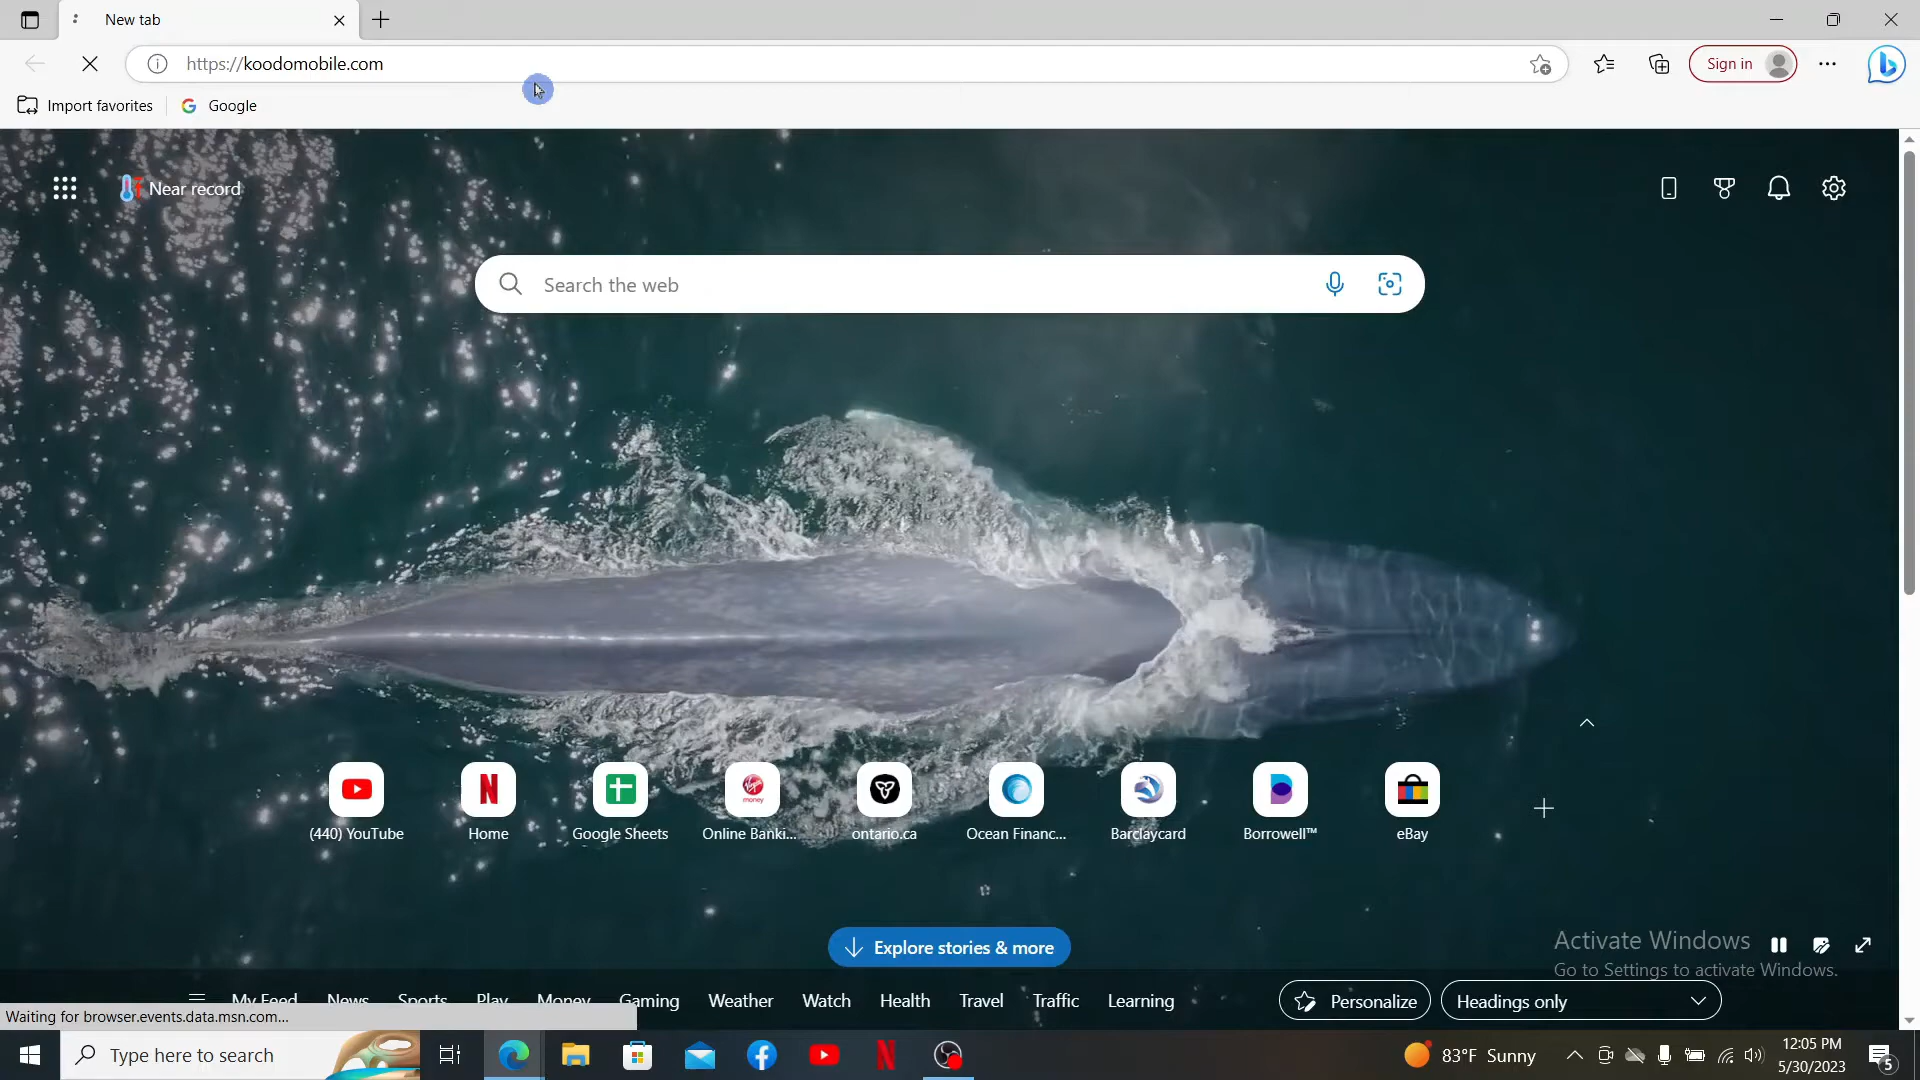 New tab
https://koodomobile.com
Sign in
Import favorites
Google
Near record
Search the web
(440) YouTube
Home
Google Sheets
Online Banki...
ontario.ca
Ocean Financ...
Barclaycard
Borrowell™
eBay
Explore stories & more
Activate Windows
Go to Settings to activate Windows.
My Feed News Sports Play Money Gaming Weather Watch Health Travel Traffic Learning
Personalize
Headings only
Waiting for browser.events.data.msn.com...
Type here to search
83°F Sunny
12:05 PM
5/30/2023
5